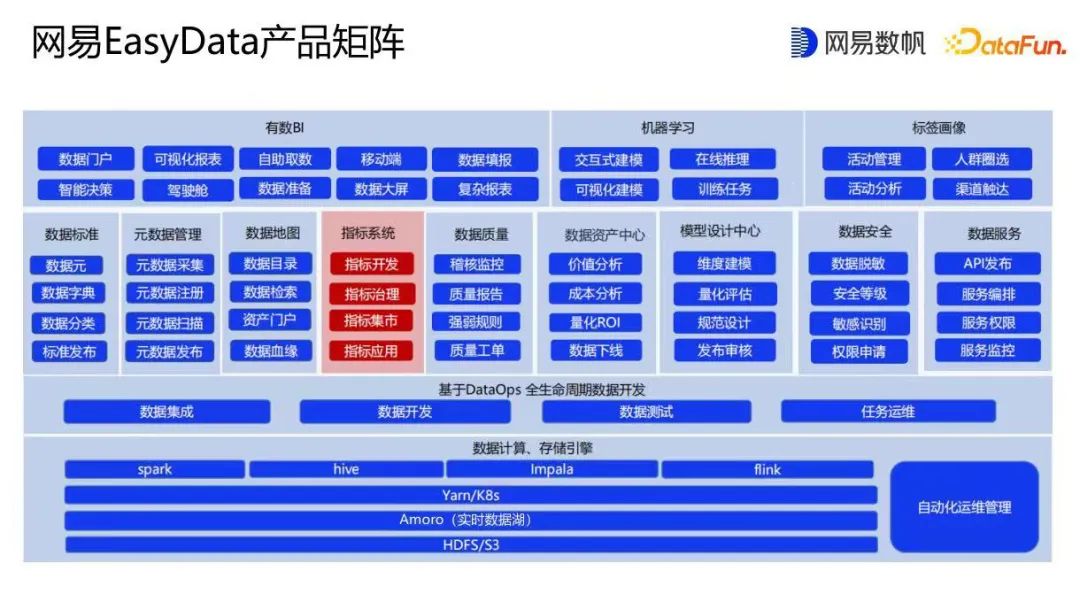 网易EasyData产品矩阵
网易数帆
DataFun.
有数BI
机器学习
标签画像
数据门户 可视化报表 自助取数 移动端 数据填报
交互式建模 在线推理
活动管理 人群圈选
智能决策 驾驶舱 数据准备 数据大屏 复杂报表
可视化建模 训练任务
活动分析 渠道触达
数据标准
数据元
数据字典
数据分类
标准发布
元数据管理
元数据采集
元数据注册
元数据扫描
元数据发布
数据地图
数据目录
数据检索
资产门户
数据血缘
指标系统
指标开发
指标治理
指标集市
指标应用
数据质量
稽核监控
质量报告
强弱规则
质量工单
数据资产中心
价值分析
成本分析
量化ROI
数据下线
模型设计中心
维度建模
量化评估
规范设计
发布审核
数据安全
数据脱敏
安全等级
敏感识别
权限申请
数据服务
API发布
服务编排
服务权限
服务监控
基于DataOps 全生命周期数据开发
数据集成 数据开发 数据测试 任务运维
数据计算、存储引擎
spark hive Impala flink
Yarn/K8s
Amoro（实时数据湖）
HDFS/S3
自动化运维管理